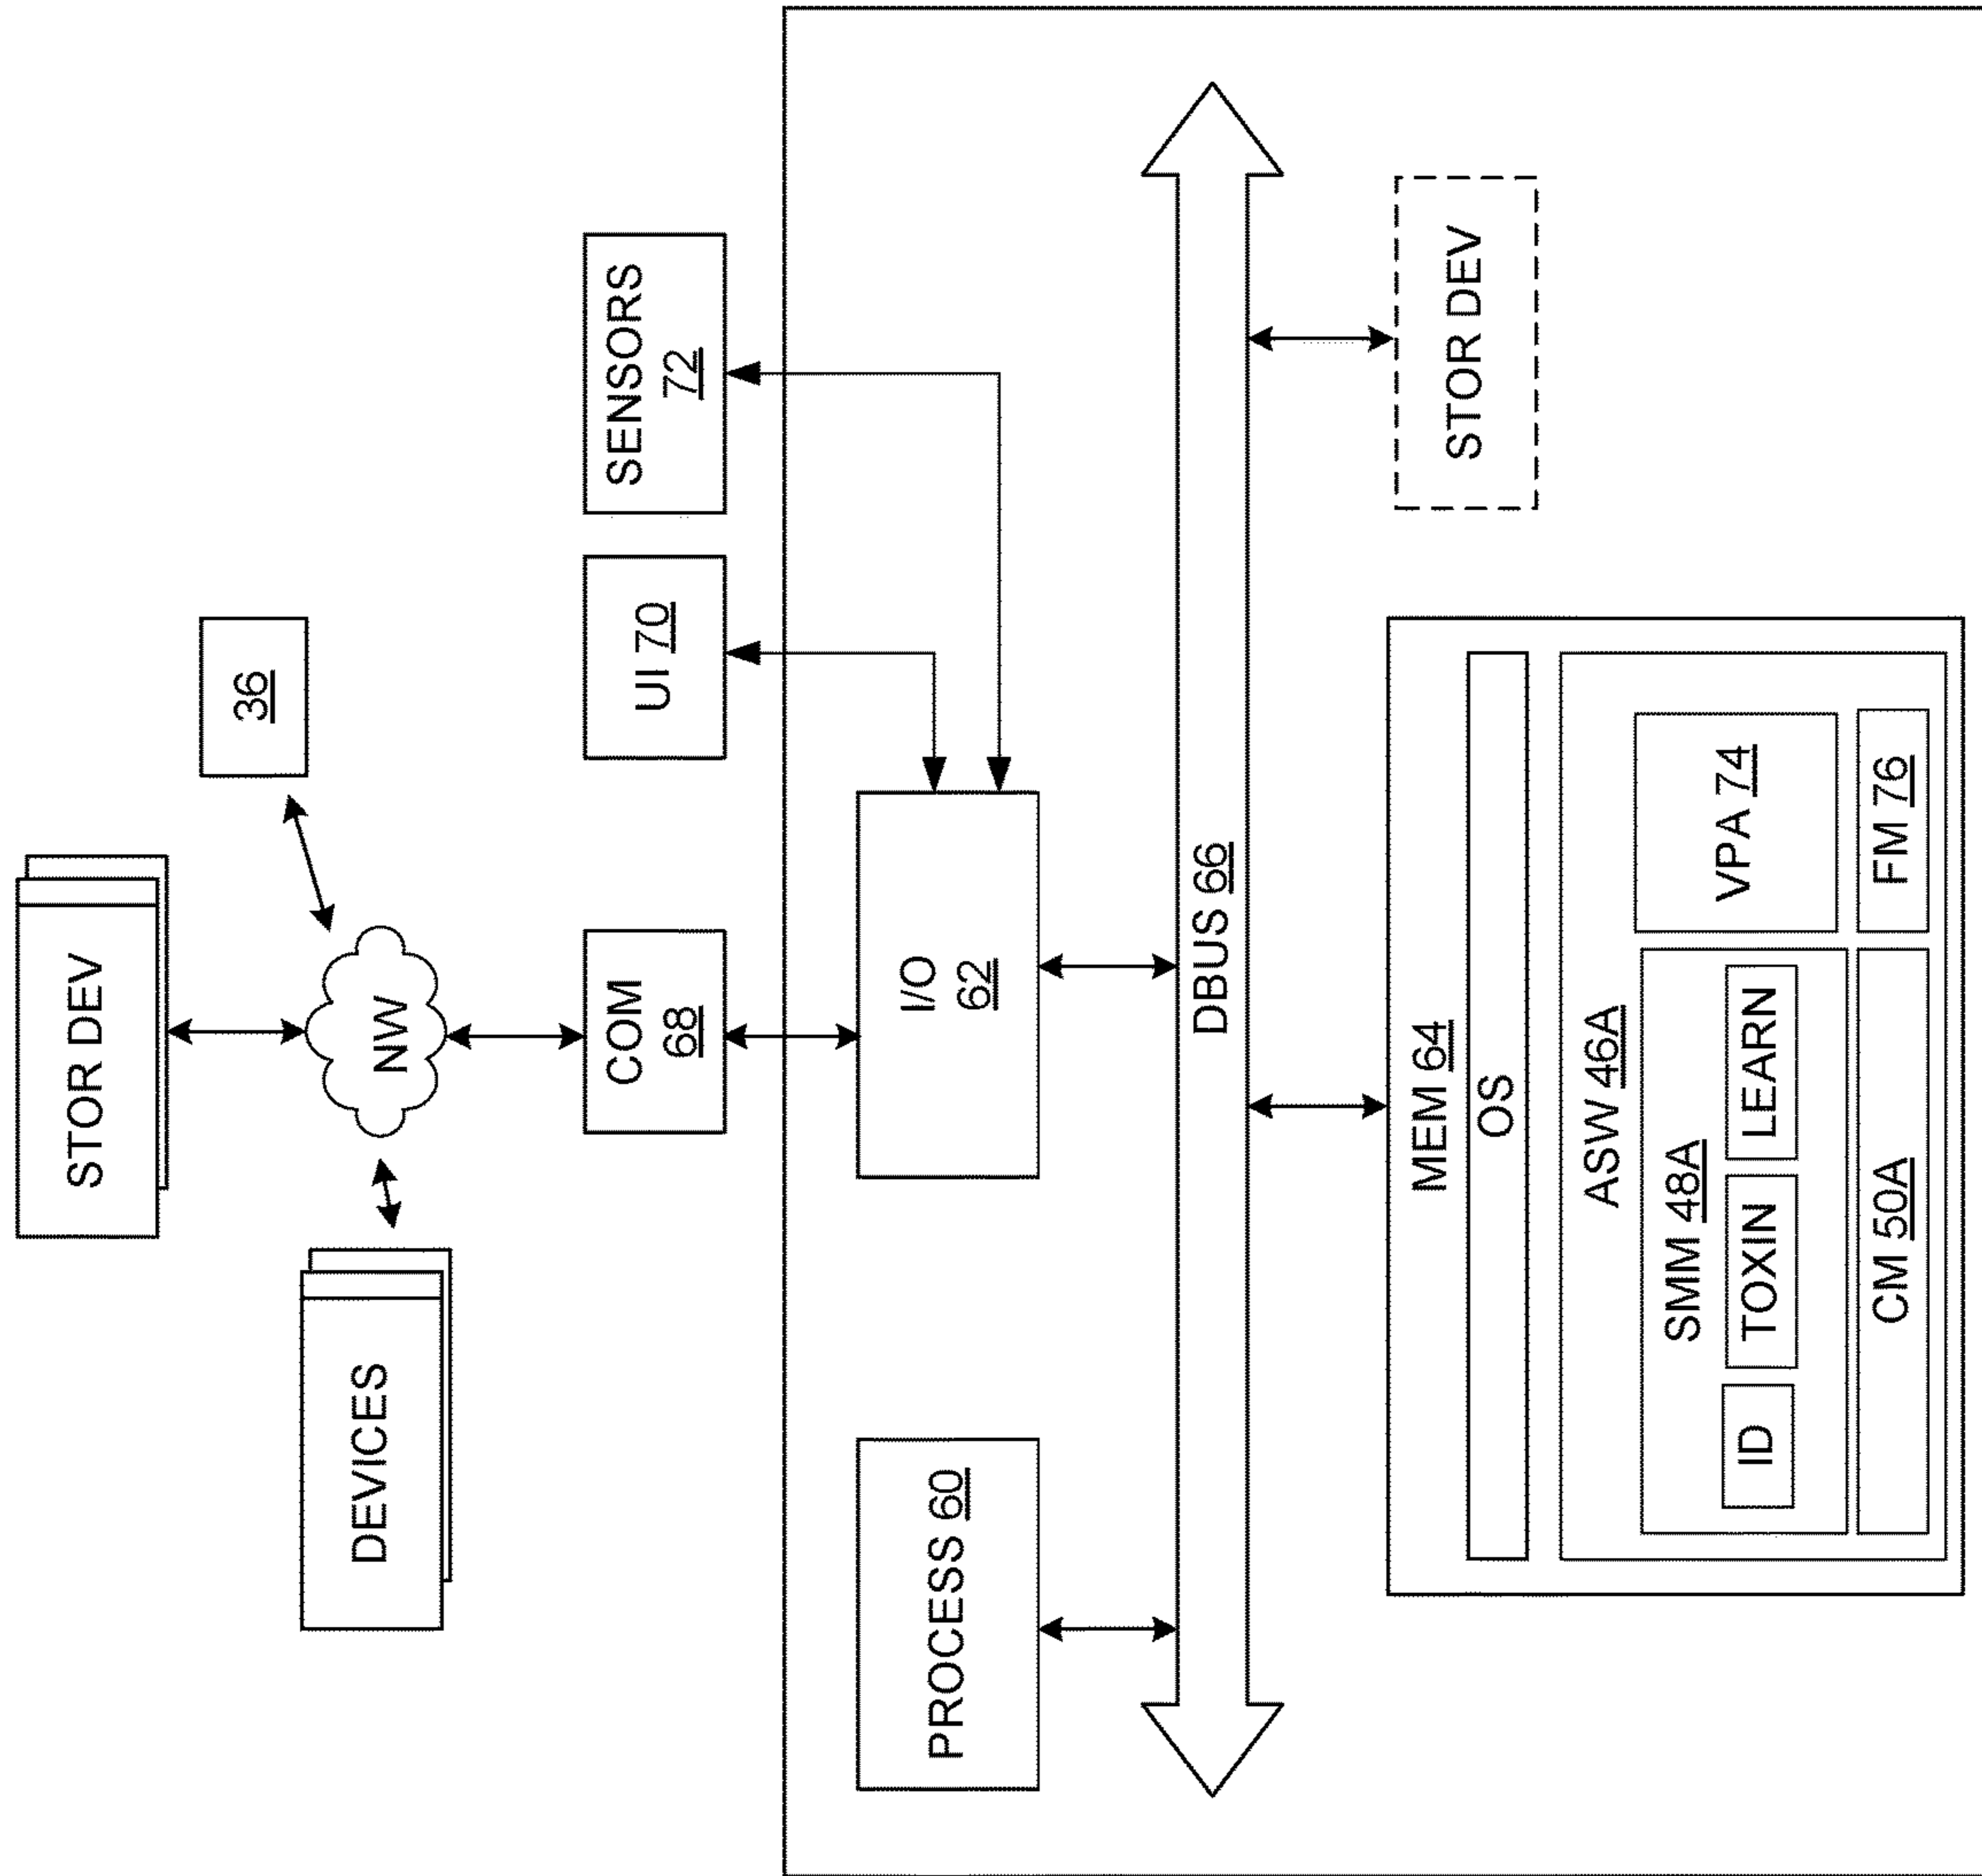 STOR DEV
36
DEVICES
NW
COM
68
UI 70
SENSORS
72
PROCESS 60
I/O
62
DBUS 66
MEM 64
OS
ASW 46A
SMM 48A
ID
TOXIN
LEARN
VPA 74
CM 50A
FM 76
STOR DEV